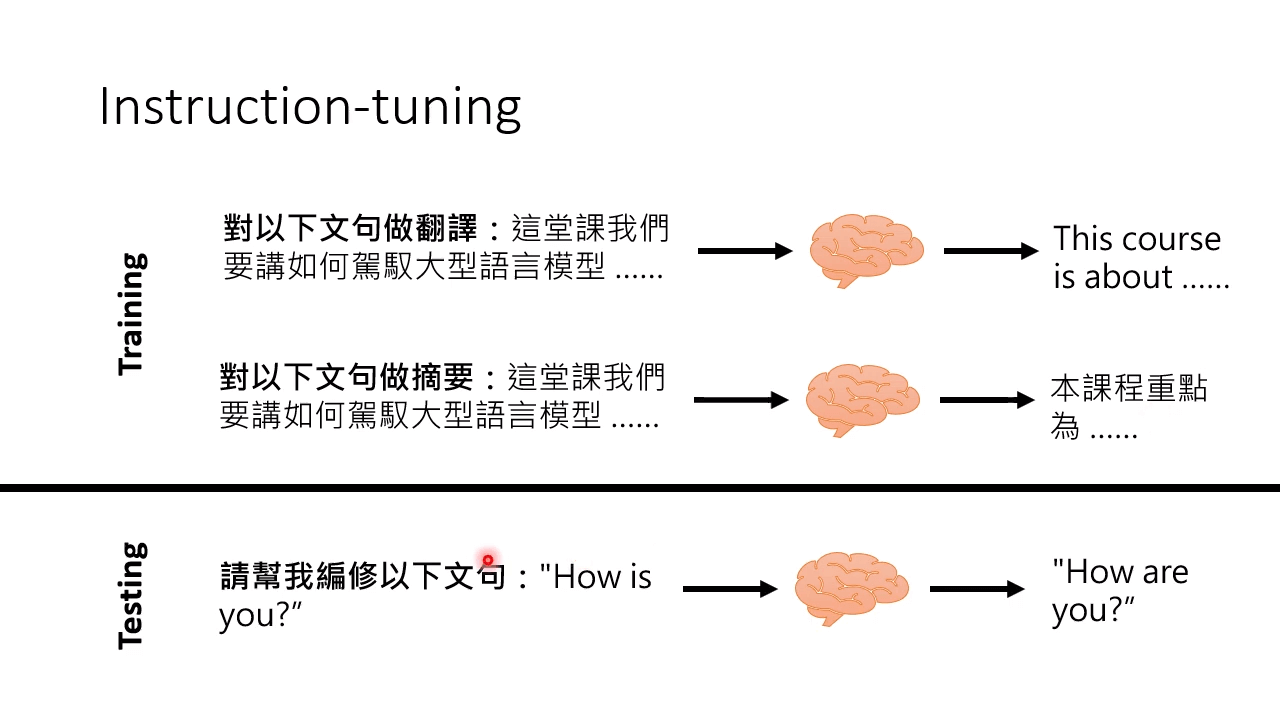 Instruction-tuning
Training
對以下文句做翻譯：這堂課我們
要講如何駕馭大型語言模型 ……
This course
is about ……
對以下文句做摘要：這堂課我們
要講如何駕馭大型語言模型 ……
本課程重點
為 ……
Testing
請幫我編修以下文句："How is
you?”
"How are
you?”